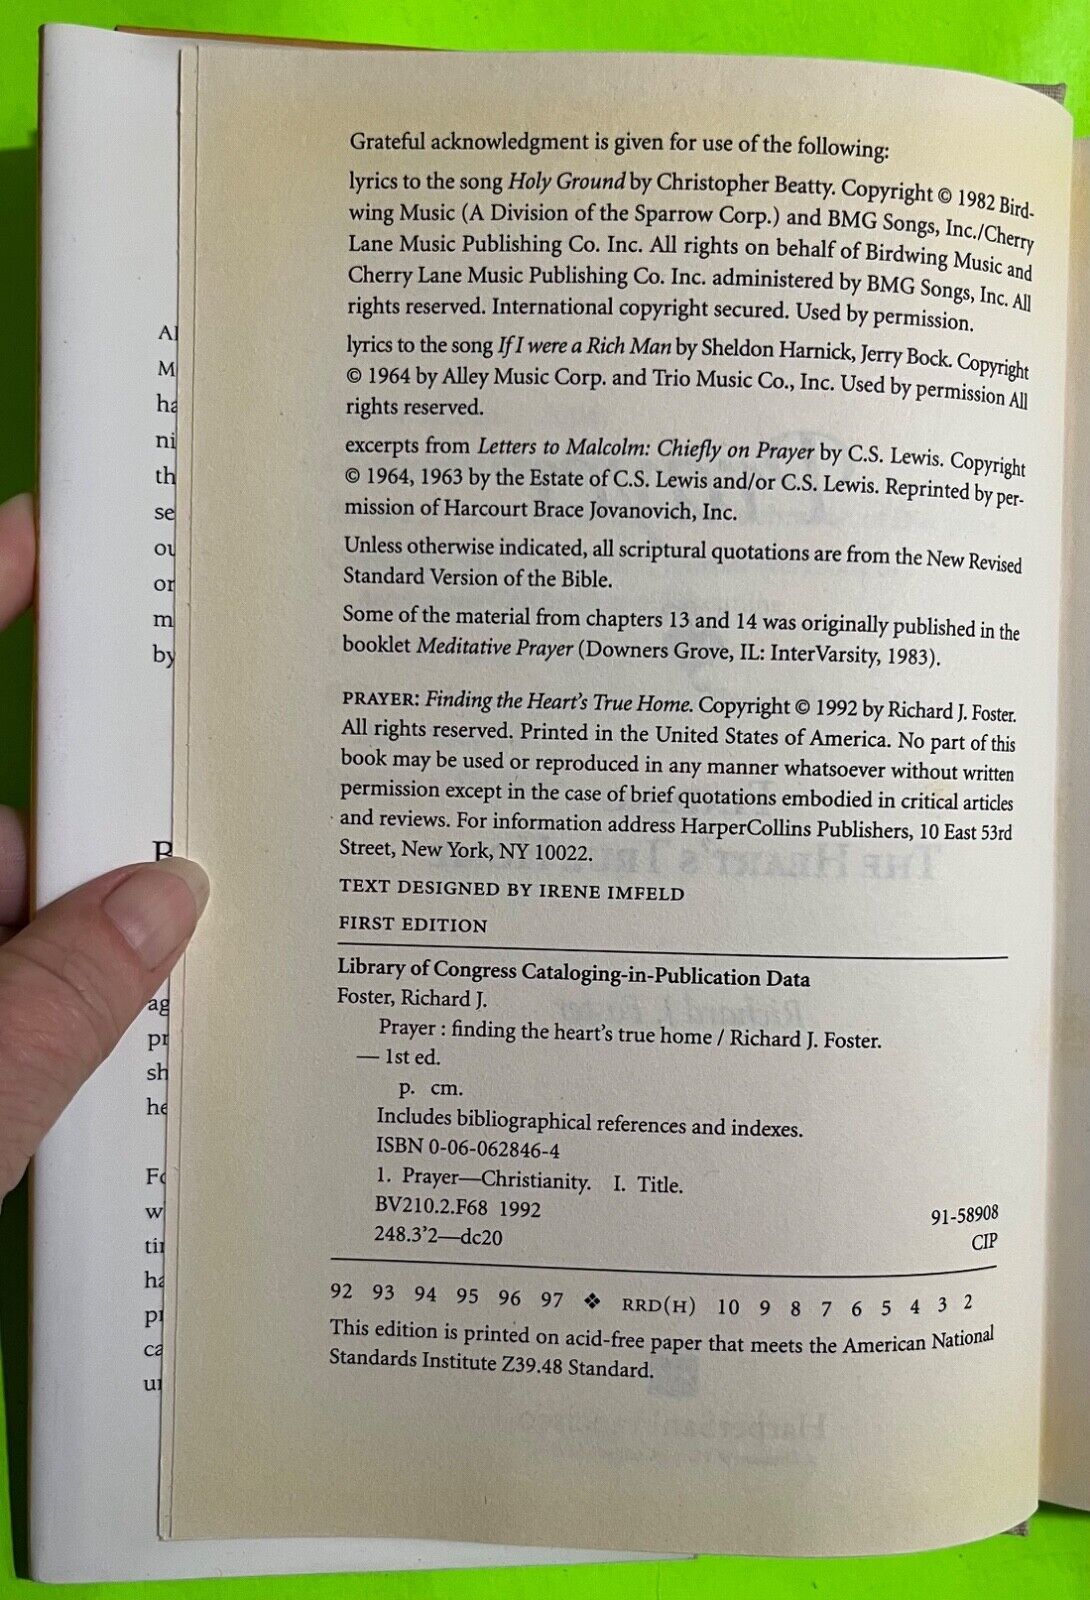 Grateful acknowledgment is given for use of the following:
lyrics to the song Holy Ground by Christopher Beatty. Copyright © 1982 Bird-
wing Music (A Division of the Sparrow Corp.) and BMG Songs, Inc./Cherry
Lane Music Publishing Co. Inc. All rights on behalf of Birdwing Music and
Cherry Lane Music Publishing Co. Inc. administered by BMG Songs, Inc. All
rights reserved. International copyright secured. Used by permission.
lyrics to the song If I were a Rich Man by Sheldon Harnick, Jerry Bock. Copyright
© 1964 by Alley Music Corp. and Trio Music Co., Inc. Used by permission All
rights reserved.
excerpts from Letters to Malcolm: Chiefly on Prayer by C.S. Lewis. Copyright
© 1964, 1963 by the Estate of C.S. Lewis and/or C.S. Lewis. Reprinted by per-
mission of Harcourt Brace Jovanovich, Inc.
Unless otherwise indicated, all scriptural quotations are from the New Revised
Standard Version of the Bible.
Some of the material from chapters 13 and 14 was originally published in the
booklet Meditative Prayer (Downers Grove, IL: InterVarsity, 1983).
PRAYER: Finding the Heart's True Home. Copyright © 1992 by Richard J. Foster.
All rights reserved. Printed in the United States of America. No part of this
book may be used or reproduced in any manner whatsoever without written
permission except in the case of brief quotations embodied in critical articles
and reviews. For information address HarperCollins Publishers, 10 East 53rd
Street, New York, NY 10022.
TEXT DESIGNED BY IRENE IMFELD
FIRST EDITION
Library of Congress Cataloging-in-Publication Data
Foster, Richard J.
Prayer : finding the heart's true home / Richard J. Foster.
— 1st ed.
p. cm.
Includes bibliographical references and indexes.
ISBN 0-06-062846-4
1. Prayer—Christianity. I. Title.
BV210.2.F68 1992
91-58908
248.3'2—dc20
CIP
92 93 94 95 96 97 ❖ RRD(H) 10 9 8 7 6 5 4 3 2
This edition is printed on acid-free paper that meets the American National
Standards Institute Z39.48 Standard.